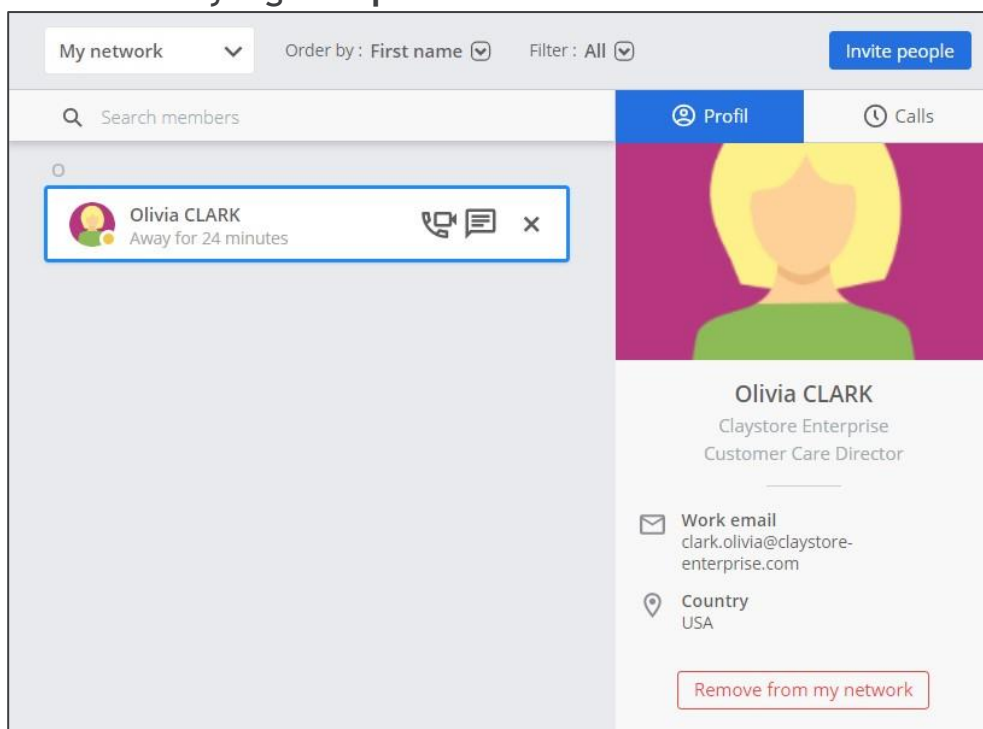 My network
Order by : First name
Filter : All
Invite people
Search members
Profil
Calls
O
Olivia CLARK
Away for 24 minutes
Olivia CLARK
Claystore Enterprise
Customer Care Director
Work email
clark.olivia@claystore-
enterprise.com
Country
USA
Remove from my network